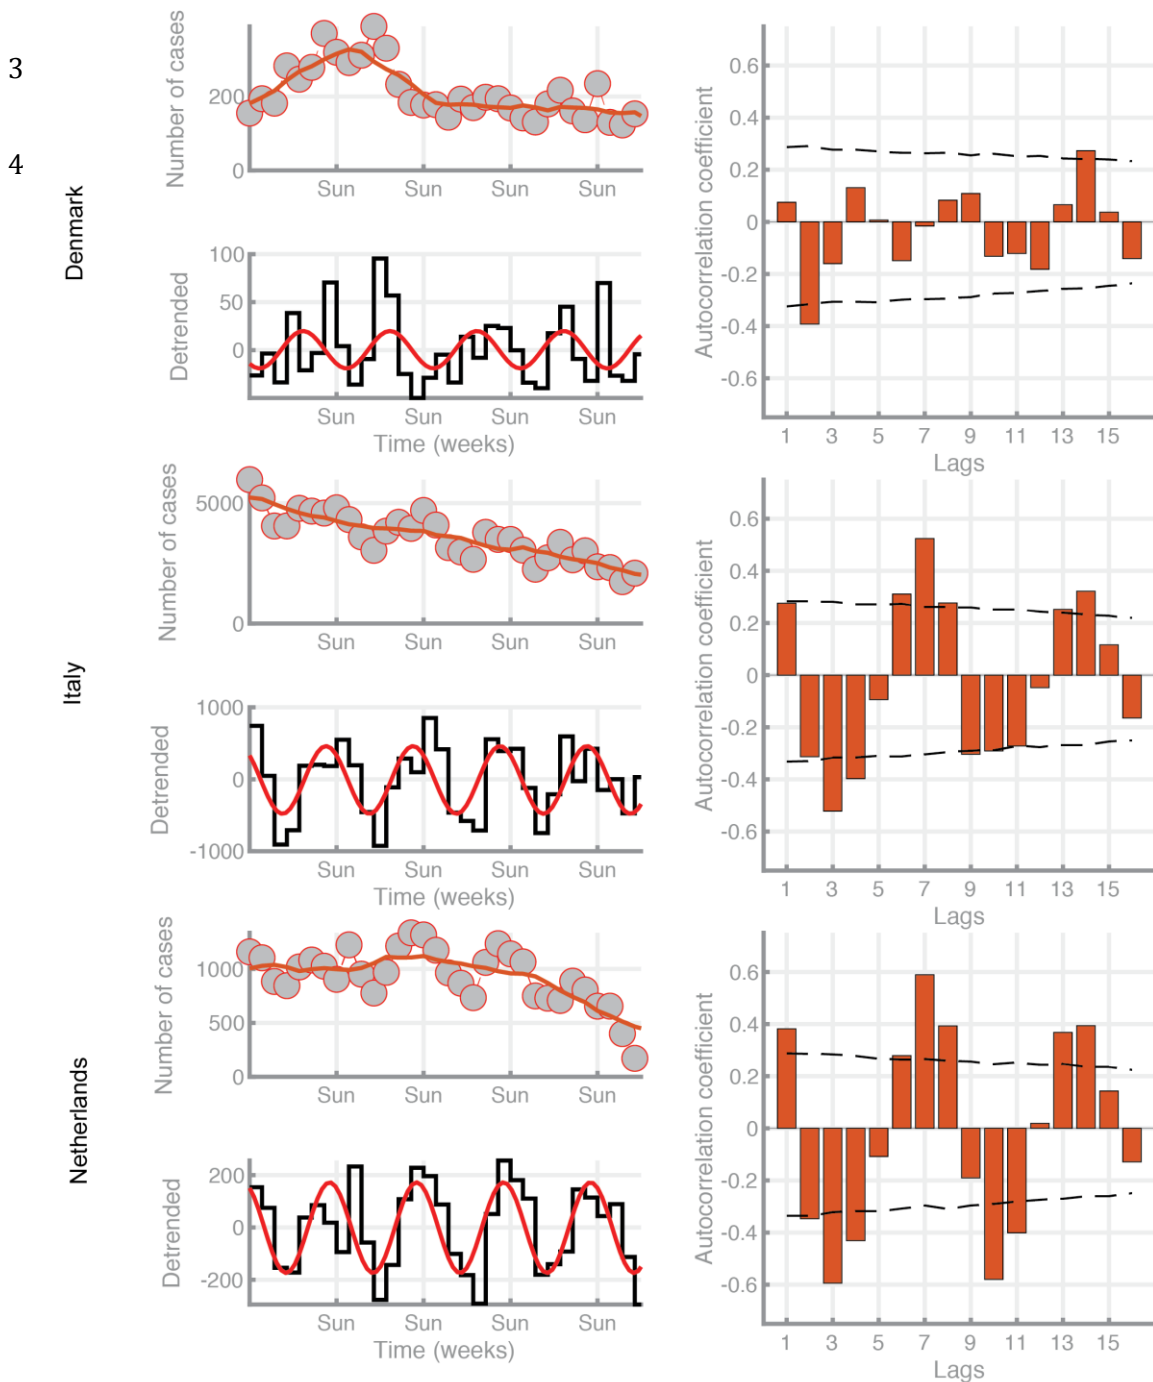 3
4
Denmark
Number of cases
200
0
Sun Sun Sun Sun
Detrended
100
50
0
Sun Sun Sun Sun
Time (weeks)
Autocorrelation coefficient
0.6
0.4
0.2
0
-0.2
-0.4
-0.6
1 3 5 7 9 11 13 15
Lags
Italy
Number of cases
5000
0
Sun Sun Sun Sun
Detrended
1000
0
-1000
Sun Sun Sun Sun
Time (weeks)
Autocorrelation coefficient
0.6
0.4
0.2
0
-0.2
-0.4
-0.6
1 3 5 7 9 11 13 15
Lags
Netherlands
Number of cases
1000
500
0
Sun Sun Sun Sun
Detrended
200
0
-200
Sun Sun Sun Sun
Time (weeks)
Autocorrelation coefficient
0.6
0.4
0.2
0
-0.2
-0.4
-0.6
1 3 5 7 9 11 13 15
Lags